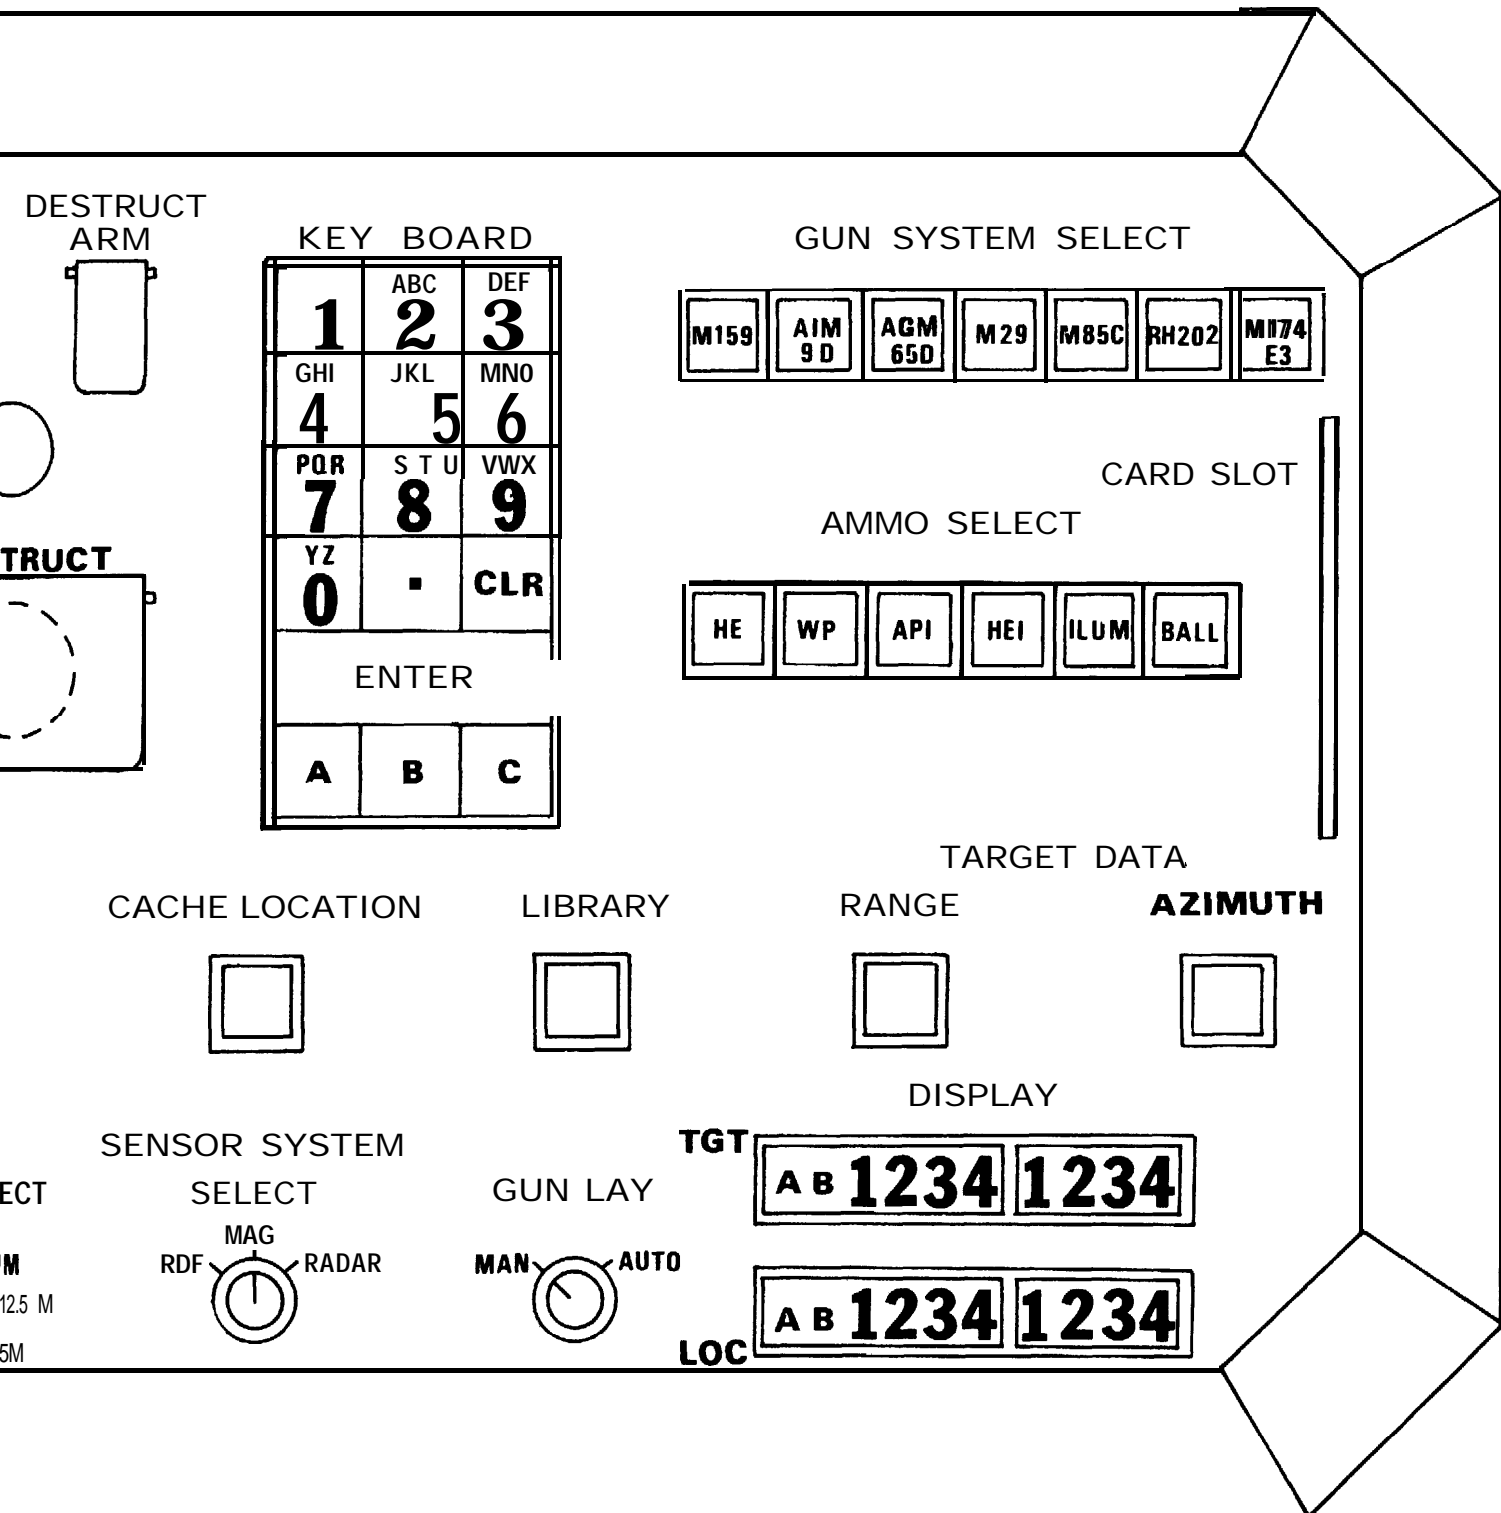 DESTRUCT
ARM
KEY BOARD
GUN SYSTEM SELECT
1 ABC 2 DEF 3
GHI 4 JKL 5 MNO 6
PQR 7 STU 8 VWX 9
YZ 0 . CLR
ENTER
A B C
M159 AIM 9D AGM 65D M29 M85C RH202 M174 E3
CARD SLOT
AMMO SELECT
HE WP API HEI ILUM BALL
TRUCT
TARGET DATA
CACHE LOCATION LIBRARY RANGE AZIMUTH
DISPLAY
TGT AB 1234 1234
LOC AB 1234 1234
SENSOR SYSTEM
SELECT
RDF MAG RADAR
GUN LAY
MAN AUTO
ECT
UM
12.5 M
5M